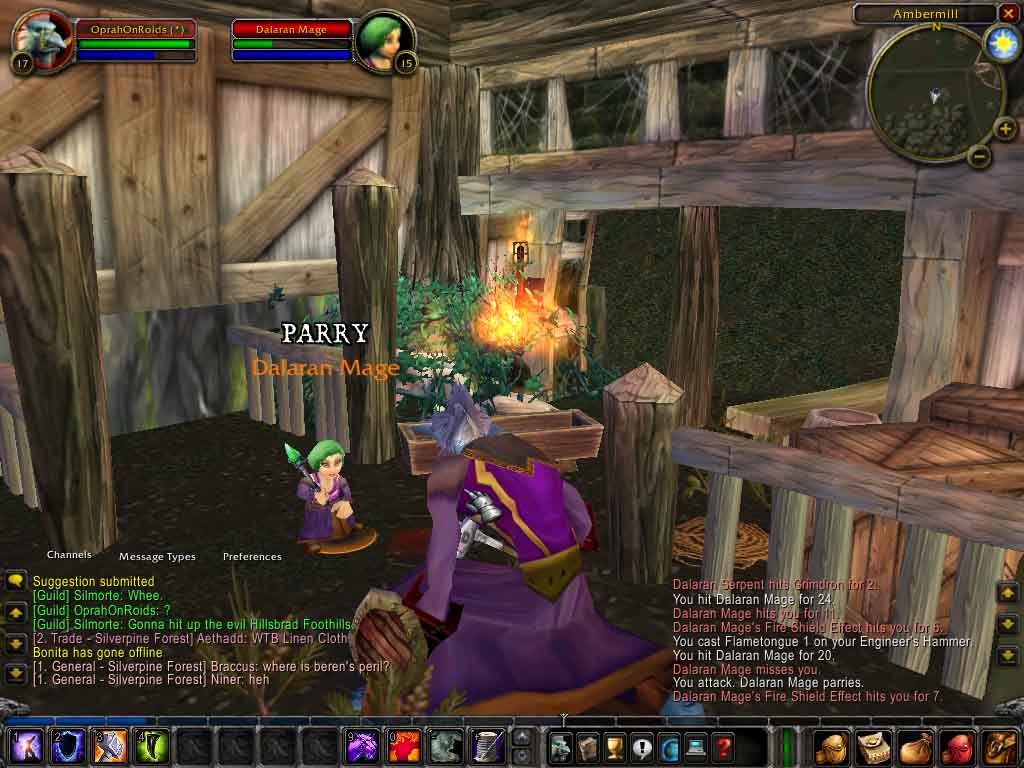 OprahOnRoids (*)
17
Dalaran Mage
15
Ambermill
N
PARRY
Dalaran Mage
Channels
Message Types
Preferences
Suggestion submitted
[Guild] Silmorte: Whee.
[Guild] OprahOnRoids: ?
[Guild] Silmorte: Gonna hit up the evil Hillsbrad Foothills.
[2. Trade - Silverpine Forest] Aethadd: WTB Linen Cloth
Bonita has gone offline
[1. General - Silverpine Forest] Braccus: where is beren's peril?
[1. General - Silverpine Forest] Niner: heh
Dalaran Serpent hits Grimdron for 2.
You hit Dalaran Mage for 24.
Dalaran Mage hits you for 11.
Dalaran Mage's Fire Shield Effect hits you for 6.
You cast Flametongue 1 on your Engineer's Hammer.
You hit Dalaran Mage for 20.
Dalaran Mage misses you.
You attack. Dalaran Mage parries.
Dalaran Mage's Fire Shield Effect hits you for 7.
1
2
3
4
9
0